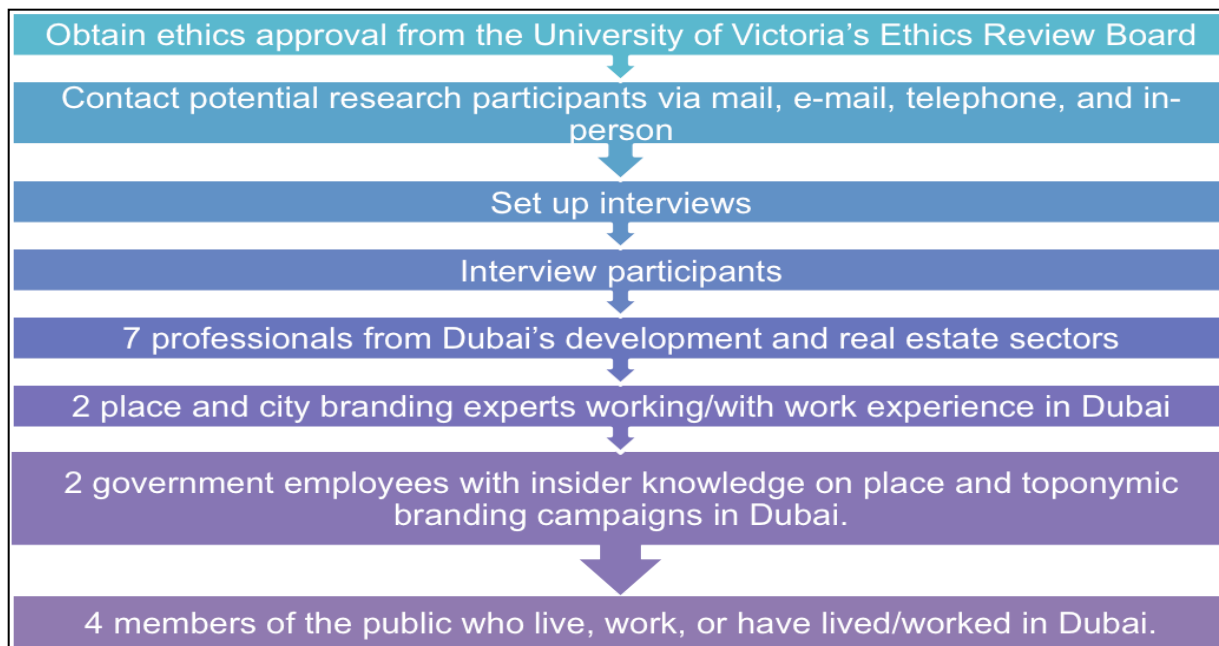 Obtain ethics approval from the University of Victoria’s Ethics Review Board
Contact potential research participants via mail, e-mail, telephone, and in-
person
Set up interviews
Interview participants
7 professionals from Dubai’s development and real estate sectors
2 place and city branding experts working/with work experience in Dubai
2 government employees with insider knowledge on place and toponymic
branding campaigns in Dubai.
4 members of the public who live, work, or have lived/worked in Dubai.